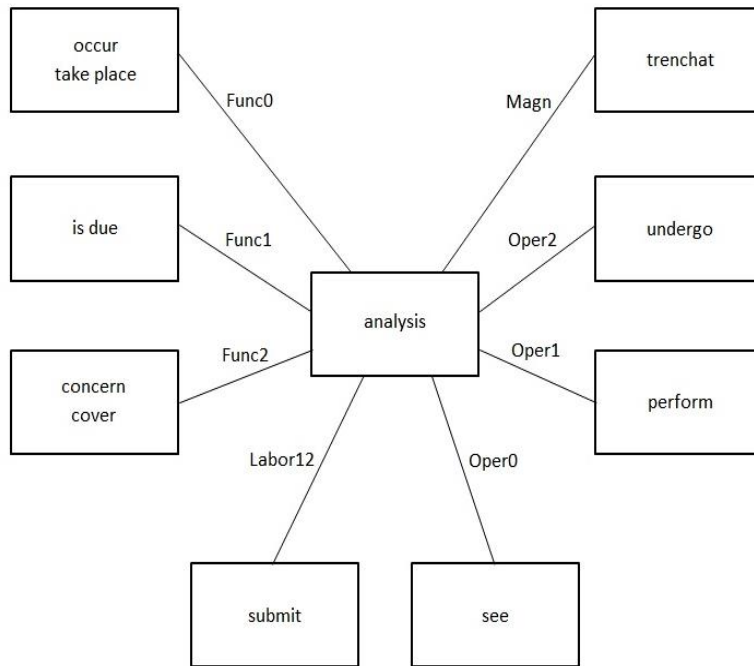 occur
take place
Func0
Magn
trenchat
is due
Func1
Oper2
undergo
analysis
concern
cover
Func2
Oper1
perform
Labor12
Oper0
submit
see